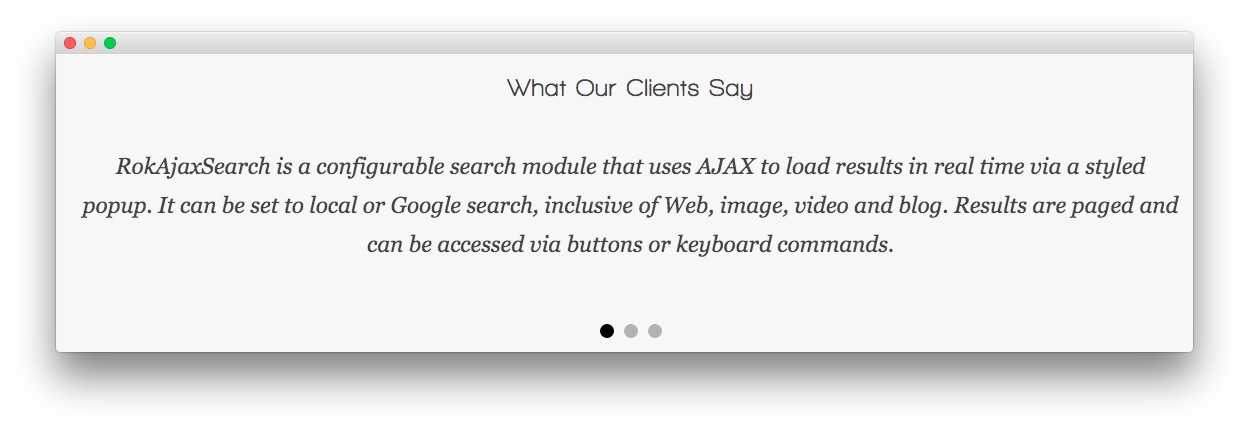 What Our Clients Say
RokAjaxSearch is a configurable search module that uses AJAX to load results in real time via a styled
popup. It can be set to local or Google search, inclusive of Web, image, video and blog. Results are paged and
can be accessed via buttons or keyboard commands.